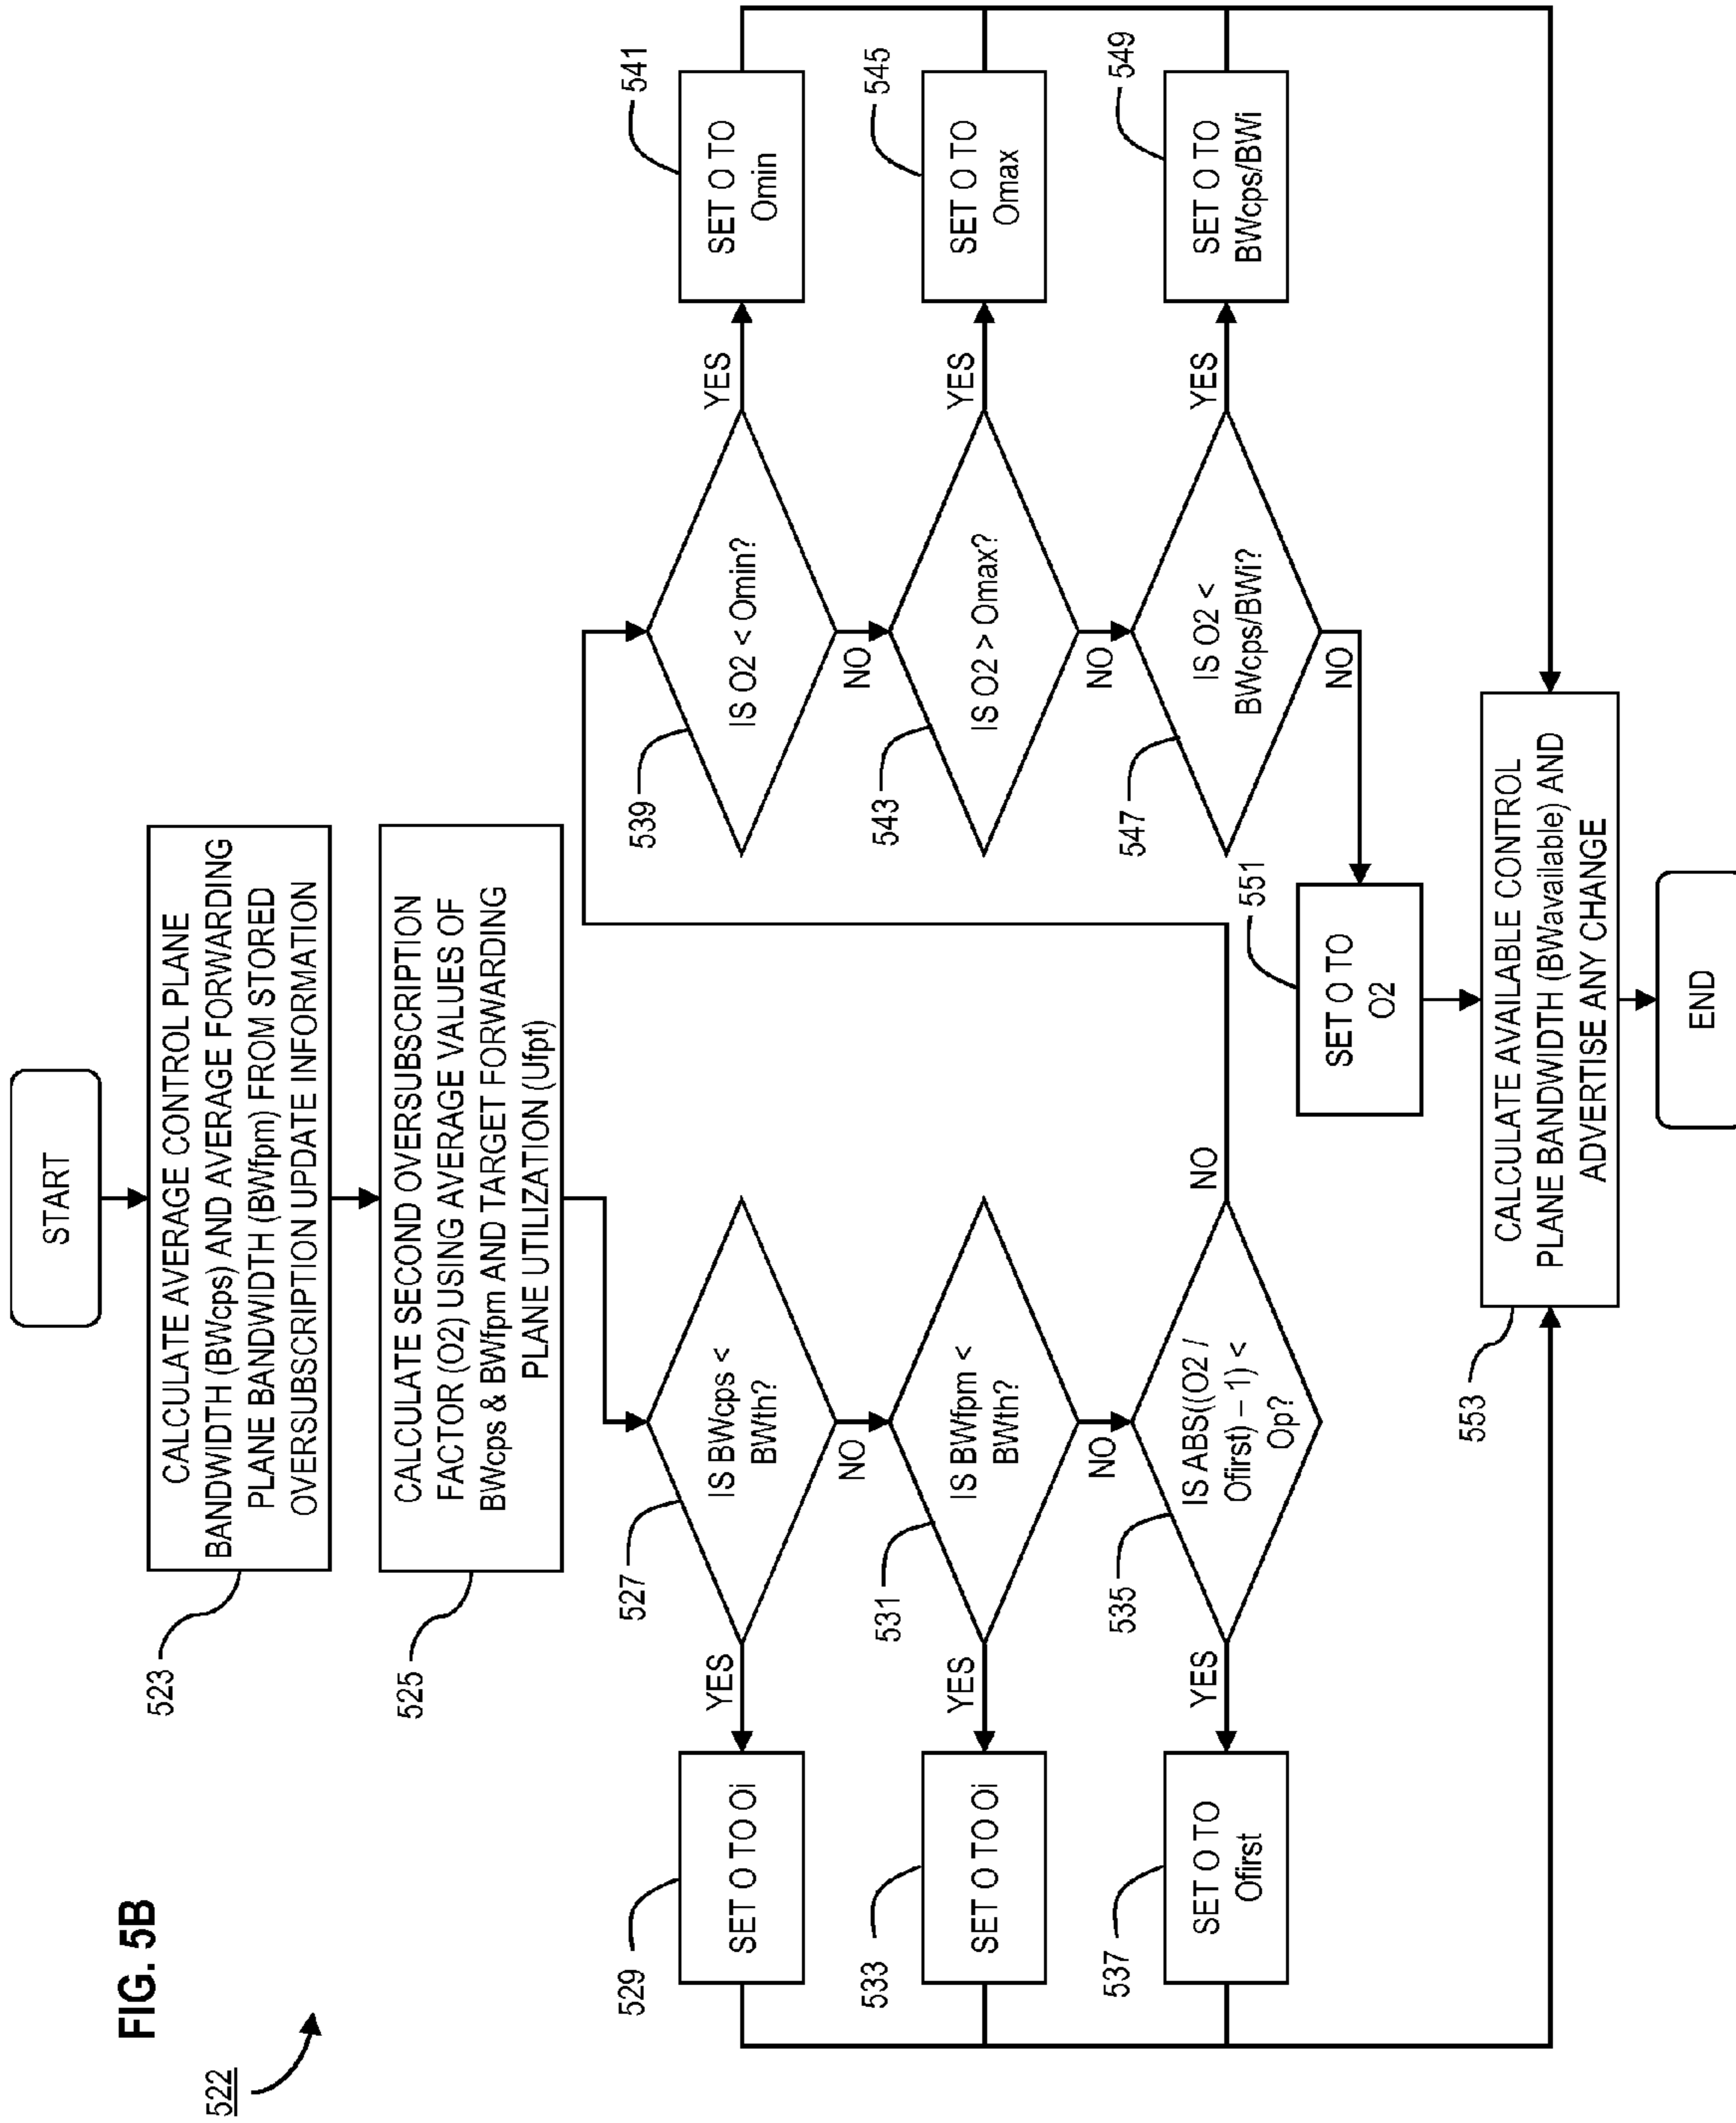 FIG. 5B
522
START
523
CALCULATE AVERAGE CONTROL PLANE
BANDWIDTH (BWcps) AND AVERAGE FORWARDING
PLANE BANDWIDTH (BWfpm) FROM STORED
OVERSUBSCRIPTION UPDATE INFORMATION
525
CALCULATE SECOND OVERSUBSCRIPTION
FACTOR (O2) USING AVERAGE VALUES OF
BWcps & BWfpm AND TARGET FORWARDING
PLANE UTILIZATION (Ufpt)
527
IS BWcps <
BWth?
YES
NO
529
SET O TO Oi
531
IS BWfpm <
BWth?
YES
NO
533
SET O TO Oi
535
IS ABS((O2 /
Ofirst) – 1) <
Op?
YES
NO
537
SET O TO
Ofirst
539
IS O2 < Omin?
YES
NO
541
SET O TO
Omin
543
IS O2 > Omax?
YES
NO
545
SET O TO
Omax
547
IS O2 <
BWcps/BWi?
YES
NO
549
SET O TO
BWcps/BWi
551
SET O TO
O2
553
CALCULATE AVAILABLE CONTROL
PLANE BANDWIDTH (BWavailable) AND
ADVERTISE ANY CHANGE
END